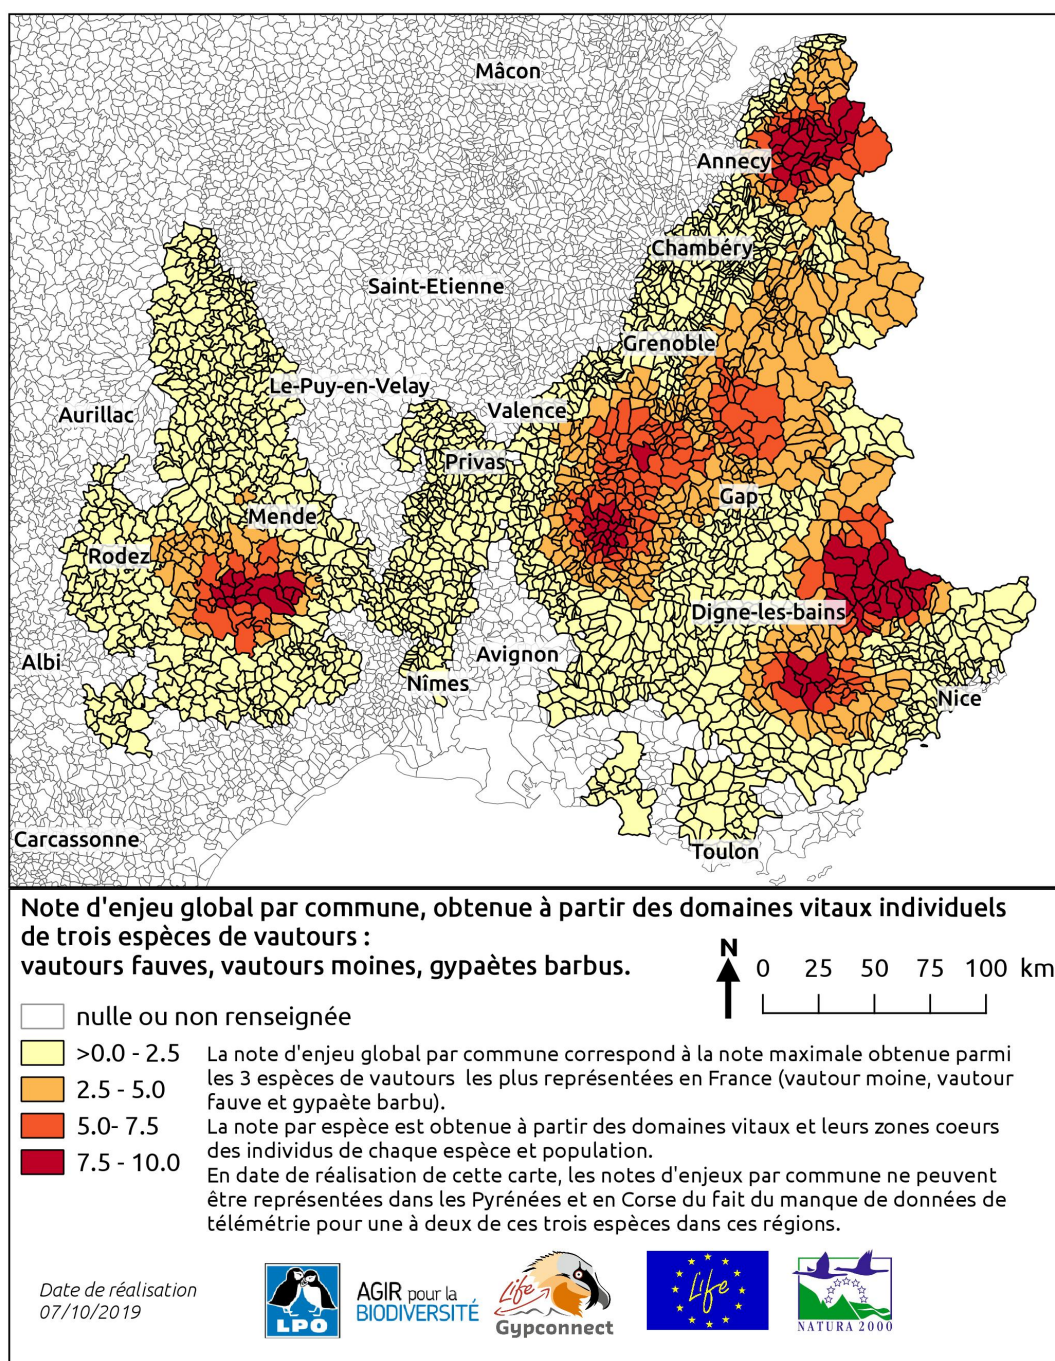 Mâcon
Annecy
Chambéry
Saint-Etienne
Grenoble
Le-Puy-en-Velay
Aurillac
Valence
Privas
Gap
Mende
Rodez
Digne-les-bains
Avignon
Albi
Nîmes
Nice
Carcassonne
Toulon
Note d'enjeu global par commune, obtenue à partir des domaines vitaux individuels
de trois espèces de vautours :
vautours fauves, vautours moines, gypaètes barbus.
N
0 25 50 75 100 km
nulle ou non renseignée
>0.0 - 2.5
2.5 - 5.0
5.0- 7.5
7.5 - 10.0
La note d'enjeu global par commune correspond à la note maximale obtenue parmi
les 3 espèces de vautours les plus représentées en France (vautour moine, vautour
fauve et gypaète barbu).
La note par espèce est obtenue à partir des domaines vitaux et leurs zones coeurs
des individus de chaque espèce et population.
En date de réalisation de cette carte, les notes d'enjeux par commune ne peuvent
être représentées dans les Pyrénées et en Corse du fait du manque de données de
télémétrie pour une à deux de ces trois espèces dans ces régions.
Date de réalisation
07/10/2019
LPO
AGIR pour la
BIODIVERSITÉ
Life
Gypconnect
Life
NATURA 2000